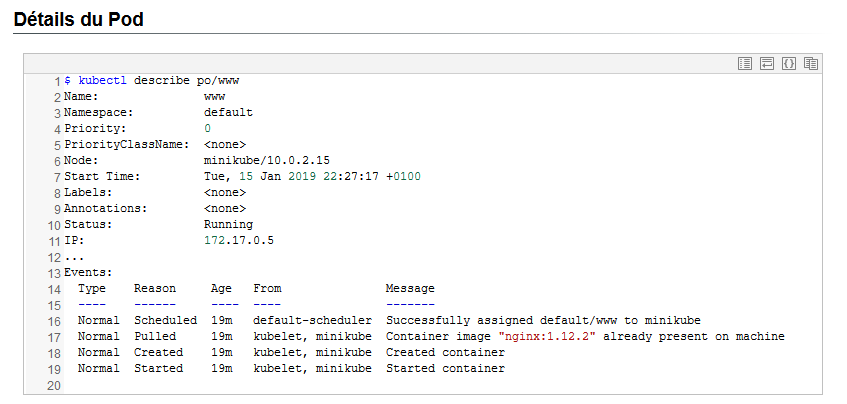 Détails du Pod
1 $ kubectl describe po/www
2 Name: www
3 Namespace: default
4 Priority: 0
5 PriorityClassName: <none>
6 Node: minikube/10.0.2.15
7 Start Time: Tue, 15 Jan 2019 22:27:17 +0100
8 Labels: <none>
9 Annotations: <none>
10 Status: Running
11 IP: 172.17.0.5
12 ...
13 Events:
14 Type Reason Age From Message
15 ---- ------ ---- ---- -------
16 Normal Scheduled 19m default-scheduler Successfully assigned default/www to minikube
17 Normal Pulled 19m kubelet, minikube Container image "nginx:1.12.2" already present on machine
18 Normal Created 19m kubelet, minikube Created container
19 Normal Started 19m kubelet, minikube Started container
20